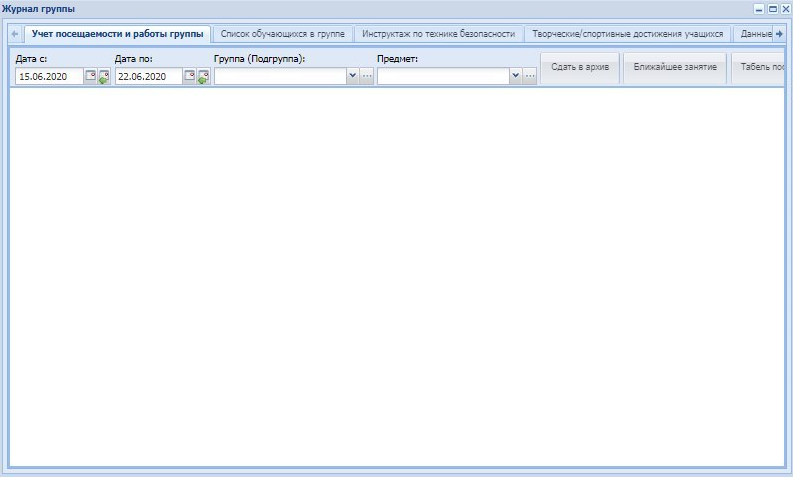 Журнал группы
Учет посещаемости и работы группы Список обучающихся в группе Инструктаж по технике безопасности Творческие/спортивные достижения учащихся Данные
Дата с: Дата по: Группа (Подгруппа): Предмет:
15.06.2020 22.06.2020 Сдать в архив Ближайшее занятие Табель пос